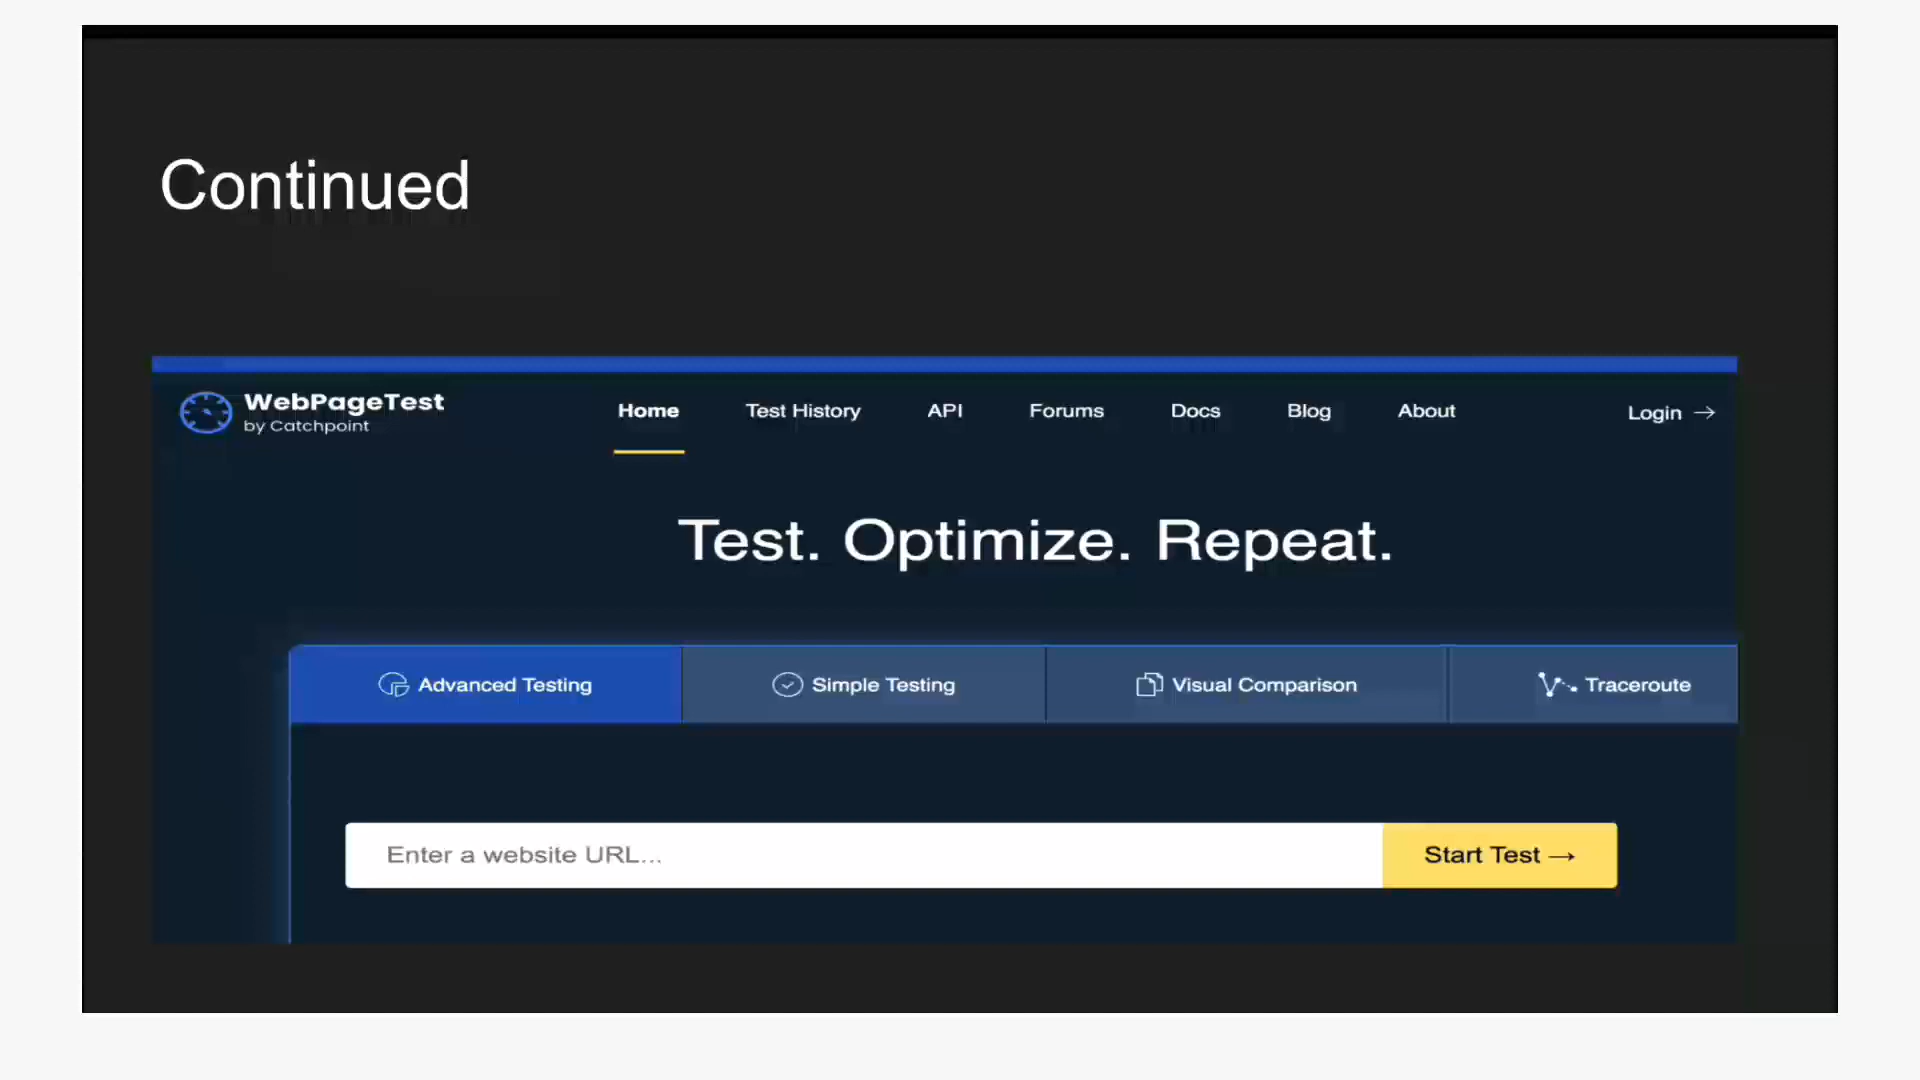 Continued
WebPageTest
by Catchpoint
Home Test History API Forums Docs Blog About Login →
Test. Optimize. Repeat.
Advanced Testing Simple Testing Visual Comparison Traceroute
Enter a website URL... Start Test →